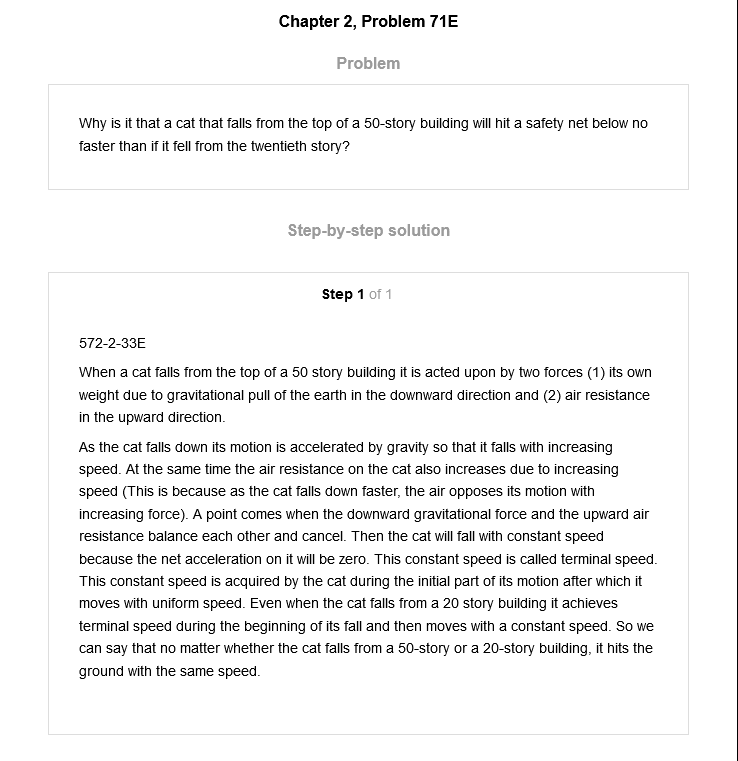 Chapter 2, Problem 71E
Problem
Why is it that a cat that falls from the top of a 50-story building will hit a safety net below no
faster than if it fell from the twentieth story?
Step-by-step solution
Step 1 of 1
572-2-33E
When a cat falls from the top of a 50 story building it is acted upon by two forces (1) its own
weight due to gravitational pull of the earth in the downward direction and (2) air resistance
in the upward direction.
As the cat falls down its motion is accelerated by gravity so that it falls with increasing
speed. At the same time the air resistance on the cat also increases due to increasing
speed (This is because as the cat falls down faster, the air opposes its motion with
increasing force). A point comes when the downward gravitational force and the upward air
resistance balance each other and cancel. Then the cat will fall with constant speed
because the net acceleration on it will be zero. This constant speed is called terminal speed.
This constant speed is acquired by the cat during the initial part of its motion after which it
moves with uniform speed. Even when the cat falls from a 20 story building it achieves
terminal speed during the beginning of its fall and then moves with a constant speed. So we
can say that no matter whether the cat falls from a 50-story or a 20-story building, it hits the
ground with the same speed.